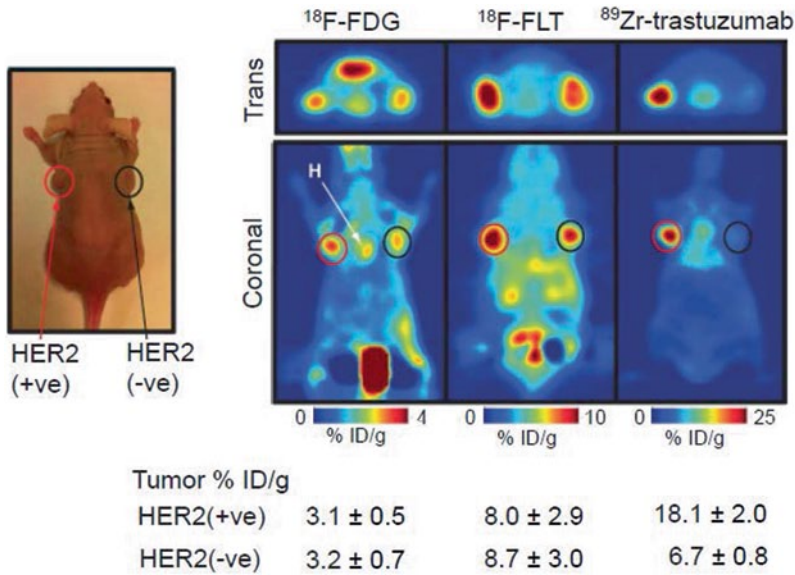 ¹⁸F-FDG ¹⁸F-FLT ⁸⁹Zr-trastuzumab
Trans
H
Coronal
HER2 (+ve)
HER2 (-ve)
0 4
% ID/g
0 10
% ID/g
0 25
% ID/g
Tumor % ID/g
HER2(+ve) 3.1 ± 0.5 8.0 ± 2.9 18.1 ± 2.0
HER2(-ve) 3.2 ± 0.7 8.7 ± 3.0 6.7 ± 0.8